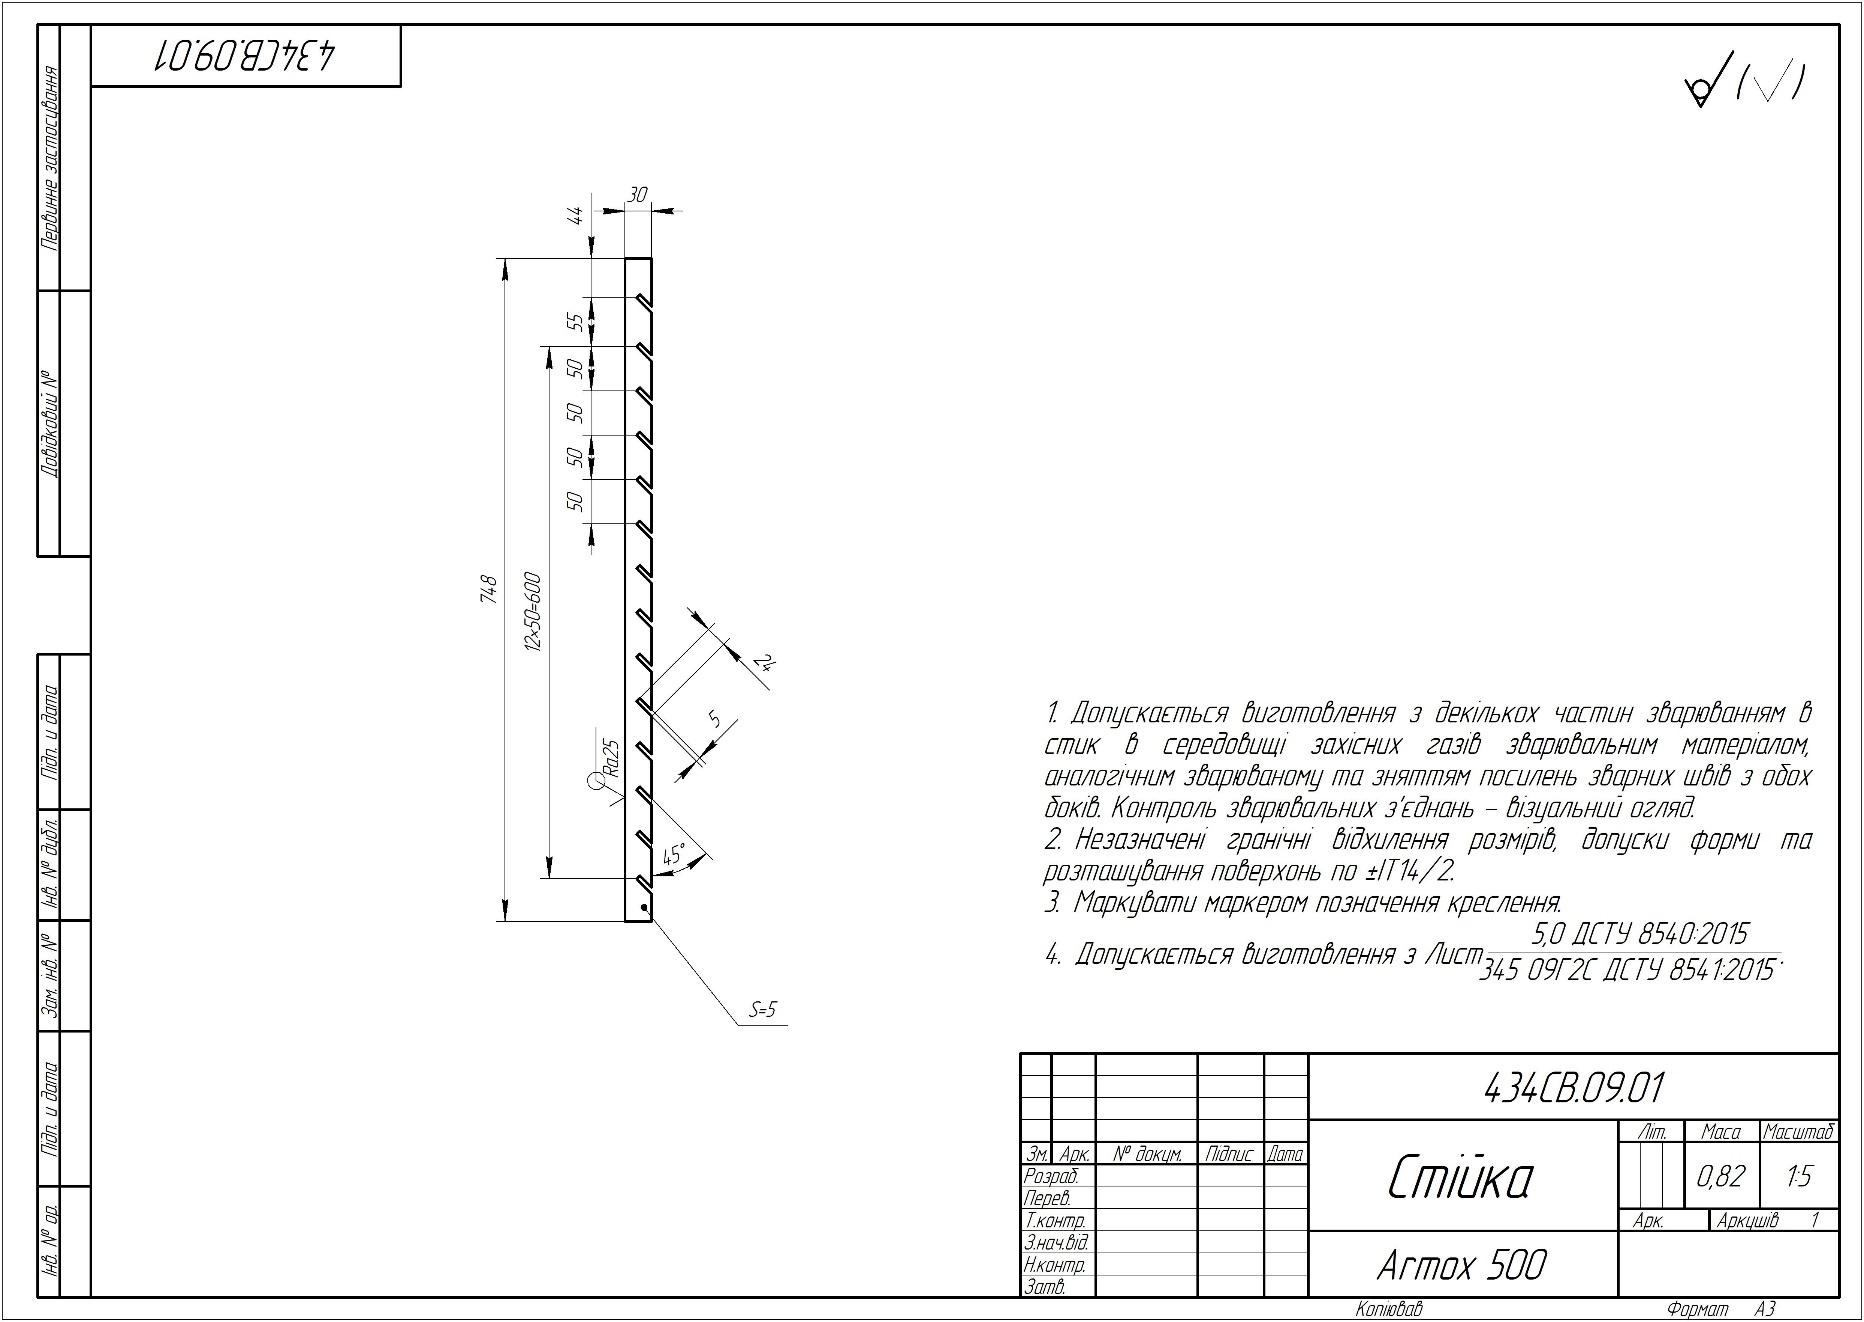 434СВ.09.01
Первинне застосування
Довідковий №
Підп. и дата
Інв. № дубл.
Зам. інв. №
Підп. и дата
Інв. № ор.
30
44
55
50
50
50
50
748
12х50=600
24
5
Ra25
45°
S=5
1. Допускається виготовлення з декількох частин зварюванням в
стик в середовищі захісних газів зварювальним матеріалом,
аналогічним зварюваному та зняттям посилень зварних швів з обох
боків. Контроль зварювальних з'єднань – візуальний огляд.
2. Незазначені гранічні відхилення розмірів, допуски форми та
розташування поверхонь по ±IT14/2.
3. Маркувати маркером позначення креслення.
4. Допускається виготовлення з Лист 5,0 ДСТУ 8540:2015
345 09Г2С ДСТУ 8541:2015.
434СВ.09.01
Літ. Маса Масштаб
Зм. Арк. № докум. Підпис Дата
Стійка
0,82 1:5
Розраб.
Перев.
Т.контр.
Арк. Аркушів 1
З.нач.від.
Н.контр.
Затв.
Armox 500
Копіював Формат А3